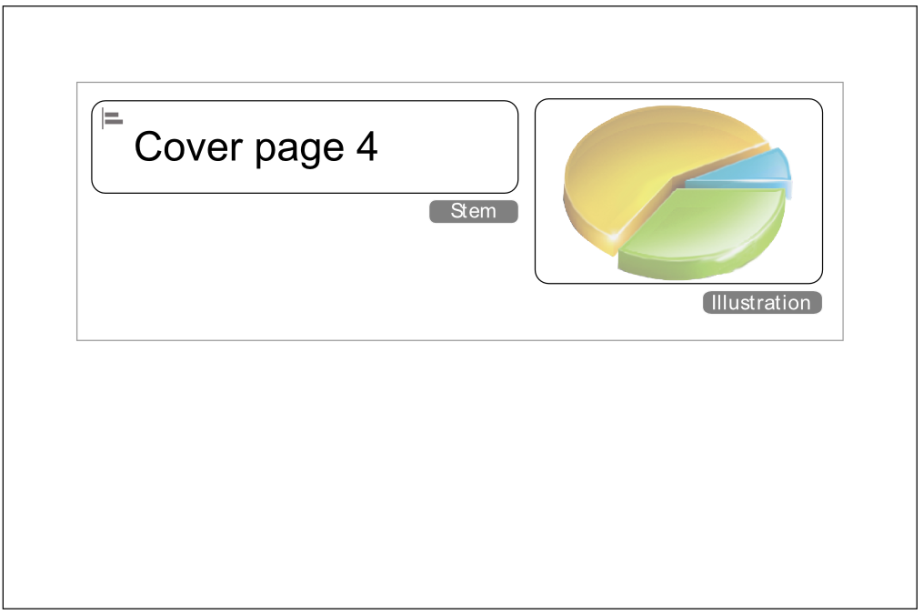 Cover page 4
Stem
Illustration